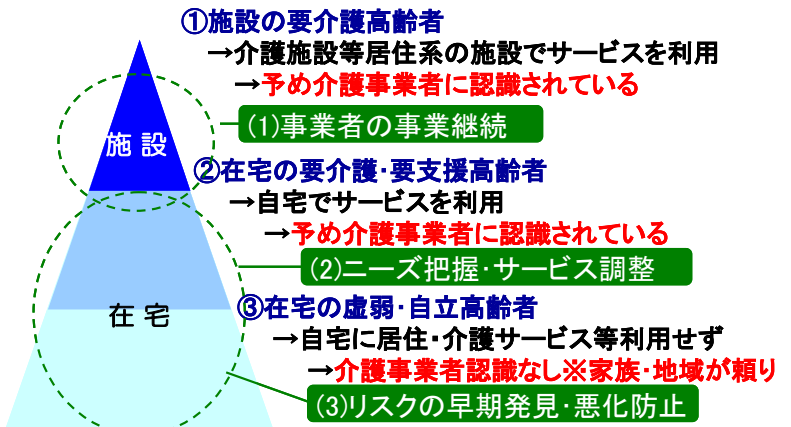 ①施設の要介護高齢者
→介護施設等居住系の施設でサービスを利用
→予め介護事業者に認識されている
(1)事業者の事業継続
施 設
②在宅の要介護・要支援高齢者
→自宅でサービスを利用
→予め介護事業者に認識されている
(2)ニーズ把握・サービス調整
③在宅の虚弱・自立高齢者
在 宅
→自宅に居住・介護サービス等利用せず
→介護事業者認識なし※家族・地域が頼り
(3)リスクの早期発見・悪化防止